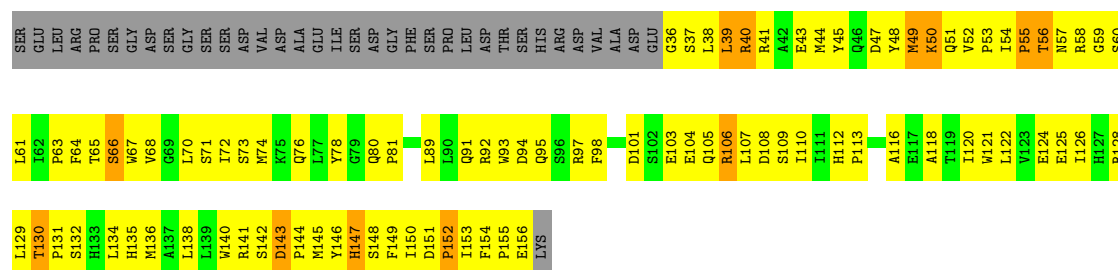 SER GLU LEU ARG PRO SER GLY ASP SER GLY SER SER ASP VAL ASP ALA GLU ILE SER ASP GLY PHE SER PRO LEU ASP THR SER HIS ARG ASP VAL ALA ASP GLU G36 S37 L38 L39 R40 R41 A42 E43 M44 Y45 Q46 D47 Y48 M49 K50 Q51 V52 P53 I54 P55 T56 N57 R58 G59 S60
L61 I62 P63 F64 T65 S66 W67 V68 G69 L70 S71 I72 S73 M74 K75 Q76 L77 Y78 G79 Q80 P81 L89 L90 Q91 R92 W93 D94 Q95 S96 R97 F98 D101 S102 E103 E104 Q105 R106 L107 D108 S109 I110 I111 H112 P113 A116 E117 A118 T119 I120 W121 L122 V123 E124 E125 I126 H127 R128
L129 T130 P131 S132 H133 L134 H135 M136 A137 L138 L139 W140 R141 S142 D143 P144 M145 Y146 H147 S148 F149 I150 D151 P152 I153 F154 P155 E156 LYS